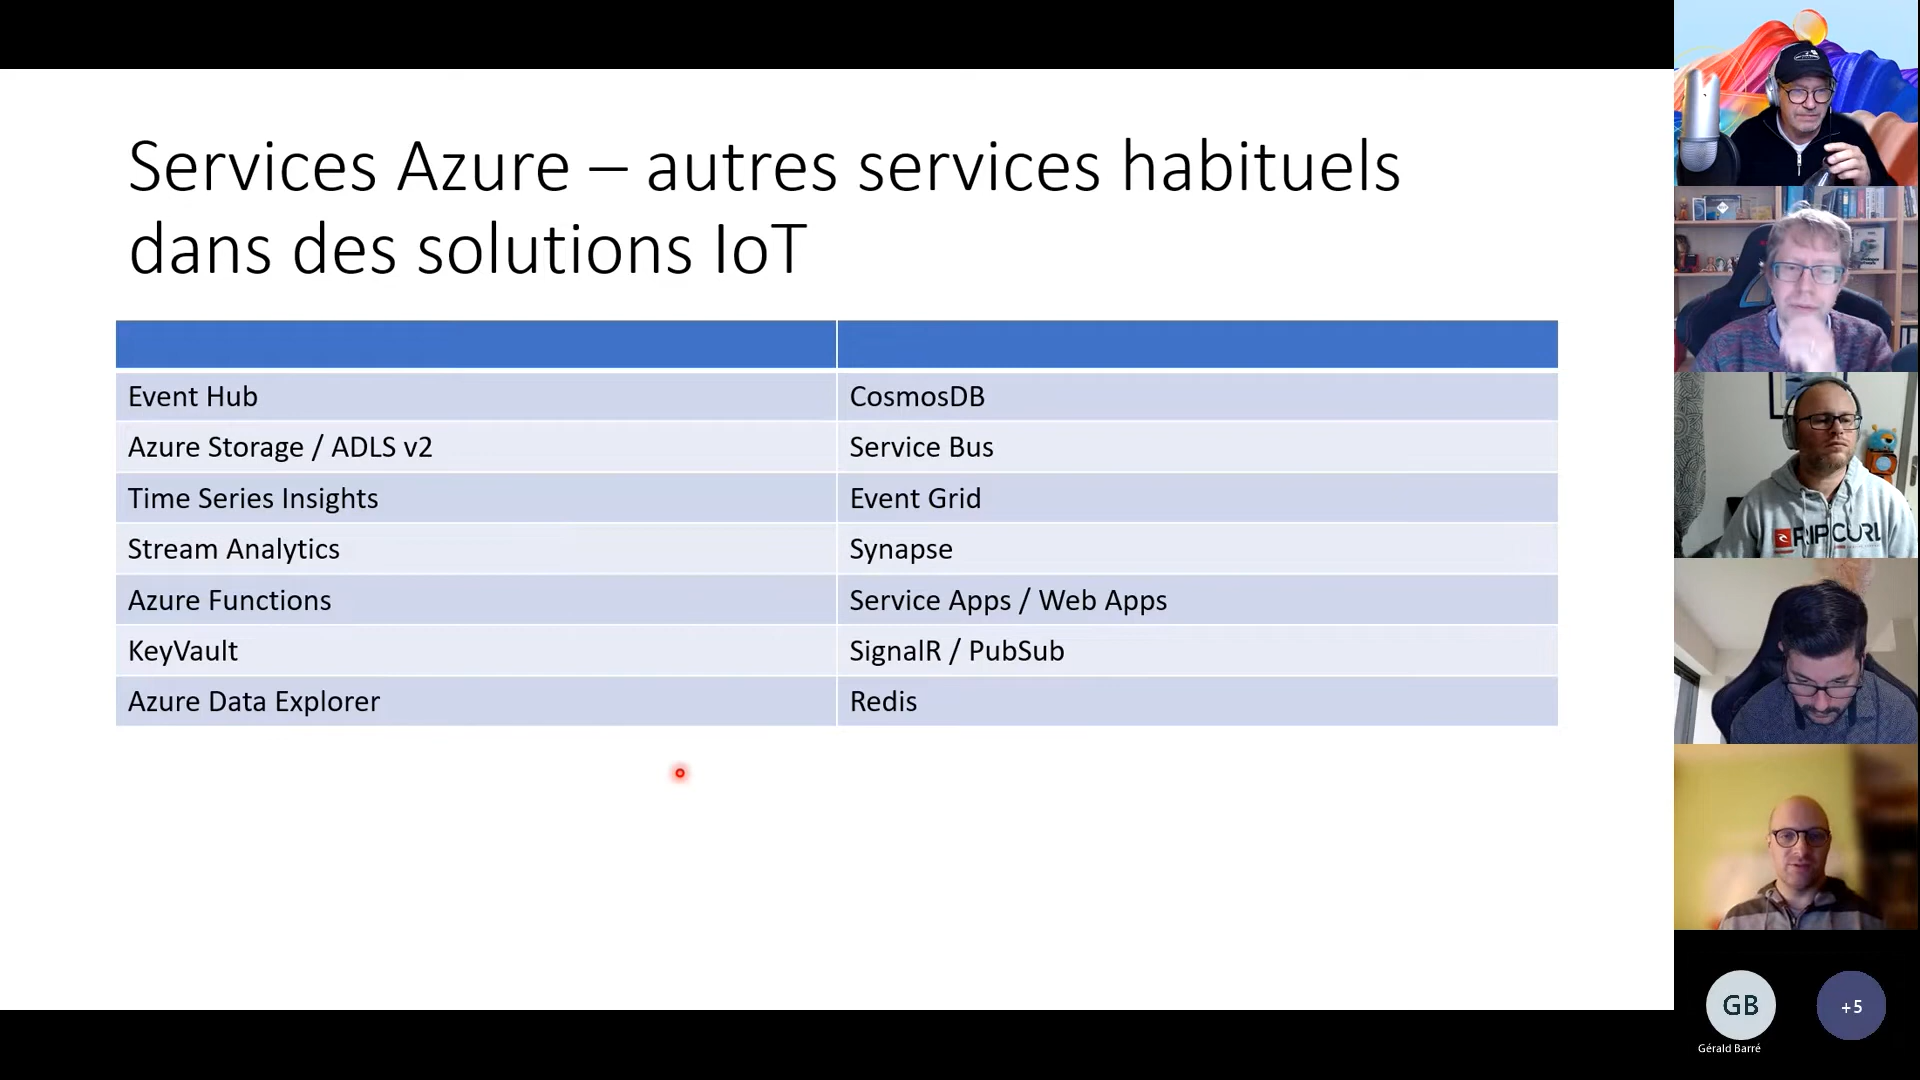 Services Azure – autres services habituels
dans des solutions IoT
Event Hub
CosmosDB
Azure Storage / ADLS v2
Service Bus
Time Series Insights
Event Grid
Stream Analytics
Synapse
Azure Functions
Service Apps / Web Apps
KeyVault
SignalR / PubSub
Azure Data Explorer
Redis
RIP CURL
GB
+5
Gérald Barré